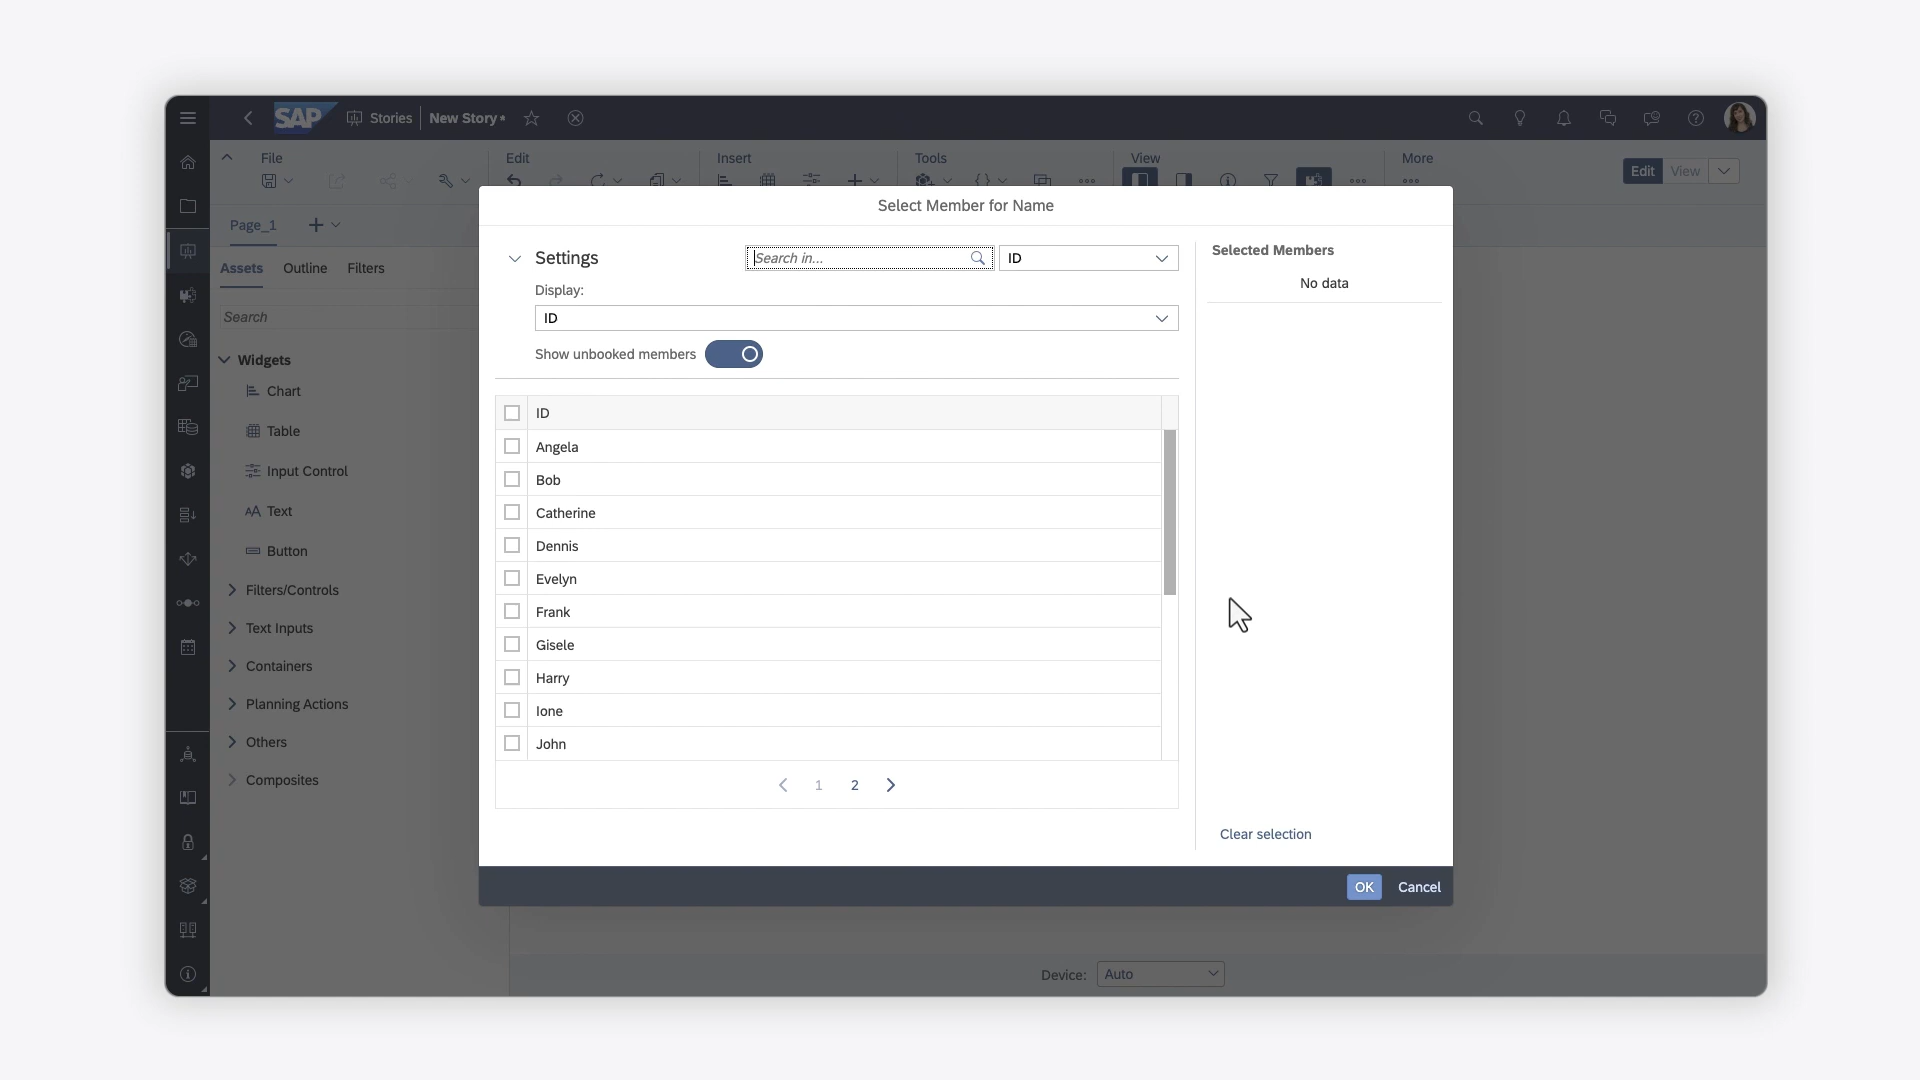 SAP Stories New Story*
File Edit Insert Tools View More
Edit View
Page_1
Assets Outline Filters
Search
Widgets
Chart
Table
Input Control
AA Text
Button
Filters/Controls
Text Inputs
Containers
Planning Actions
Others
Composites
Select Member for Name
Settings
Search in...
ID
Display:
ID
Show unbooked members
ID
Angela
Bob
Catherine
Dennis
Evelyn
Frank
Gisele
Harry
Ione
John
1 2
Selected Members
No data
Clear selection
OK Cancel
Device: Auto